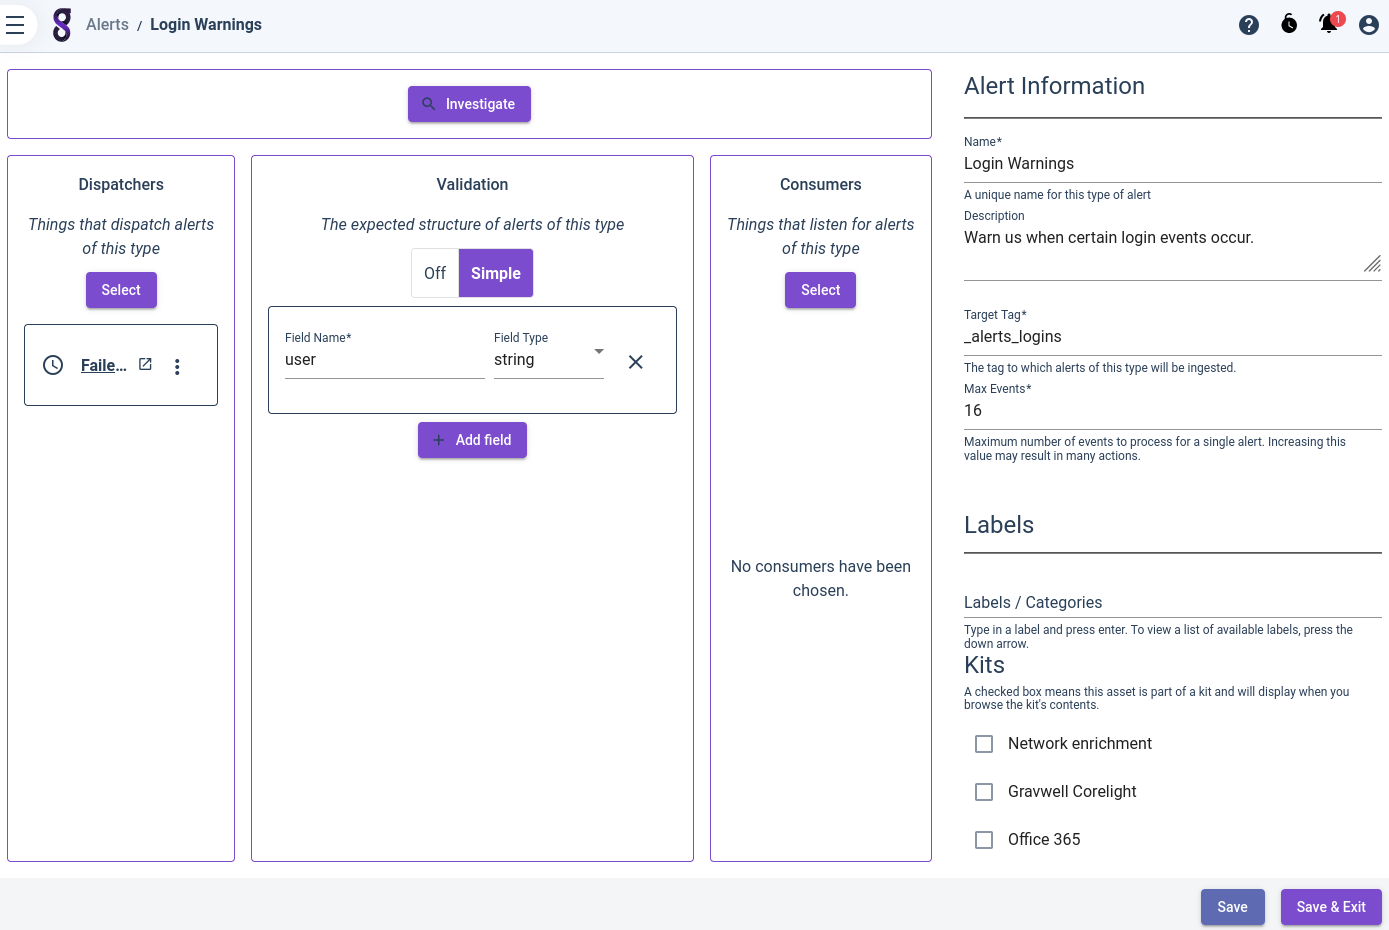 Alerts / Login Warnings
1
Investigate
Dispatchers
Things that dispatch alerts
of this type
Select
Faile...
Validation
The expected structure of alerts of this type
Off
Simple
Field Name*
user
Field Type
string
Add field
Consumers
Things that listen for alerts
of this type
Select
No consumers have been
chosen.
Alert Information
Name*
Login Warnings
A unique name for this type of alert
Description
Warn us when certain login events occur.
Target Tag*
_alerts_logins
The tag to which alerts of this type will be ingested.
Max Events*
16
Maximum number of events to process for a single alert. Increasing this
value may result in many actions.
Labels
Labels / Categories
Type in a label and press enter. To view a list of available labels, press the
down arrow.
Kits
A checked box means this asset is part of a kit and will display when you
browse the kit's contents.
Network enrichment
Gravwell Corelight
Office 365
Save
Save & Exit